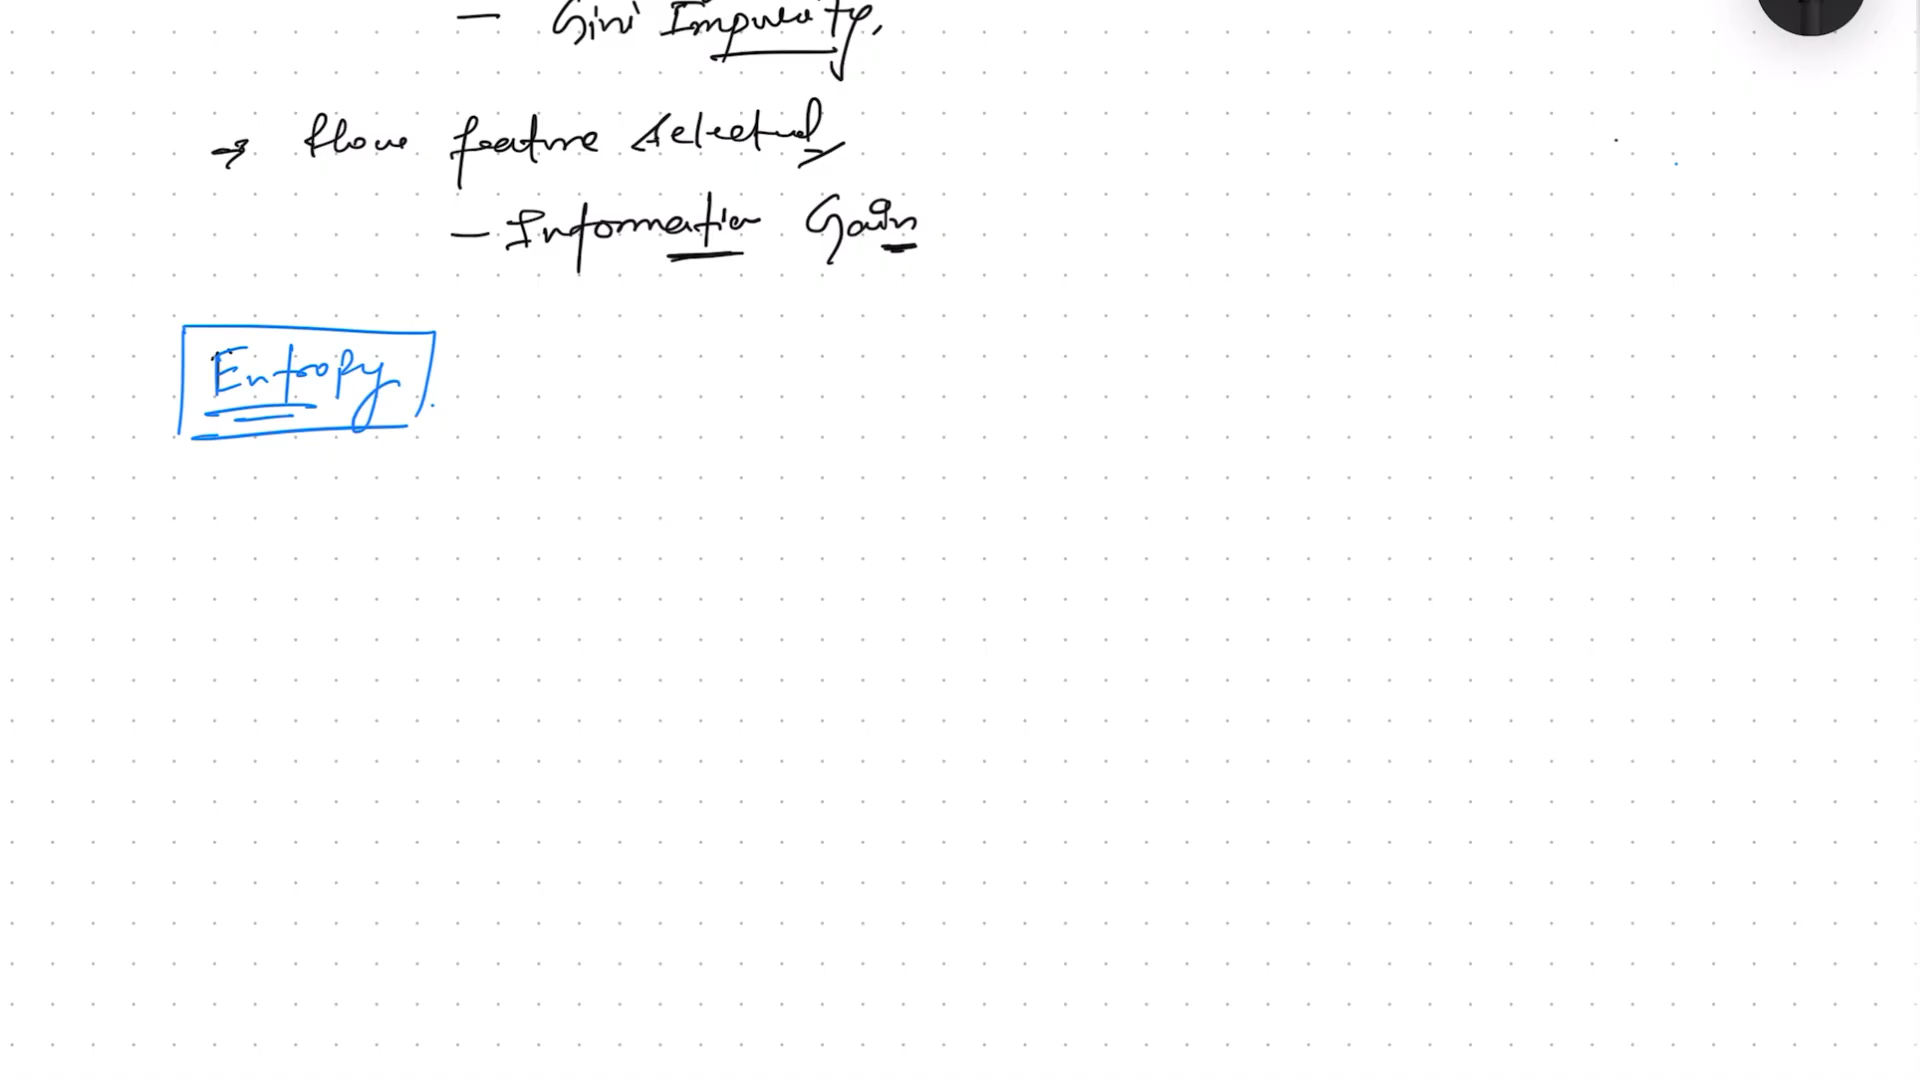 — Gini Impurity,
→ How feature selected
— Information Gain
Entropy